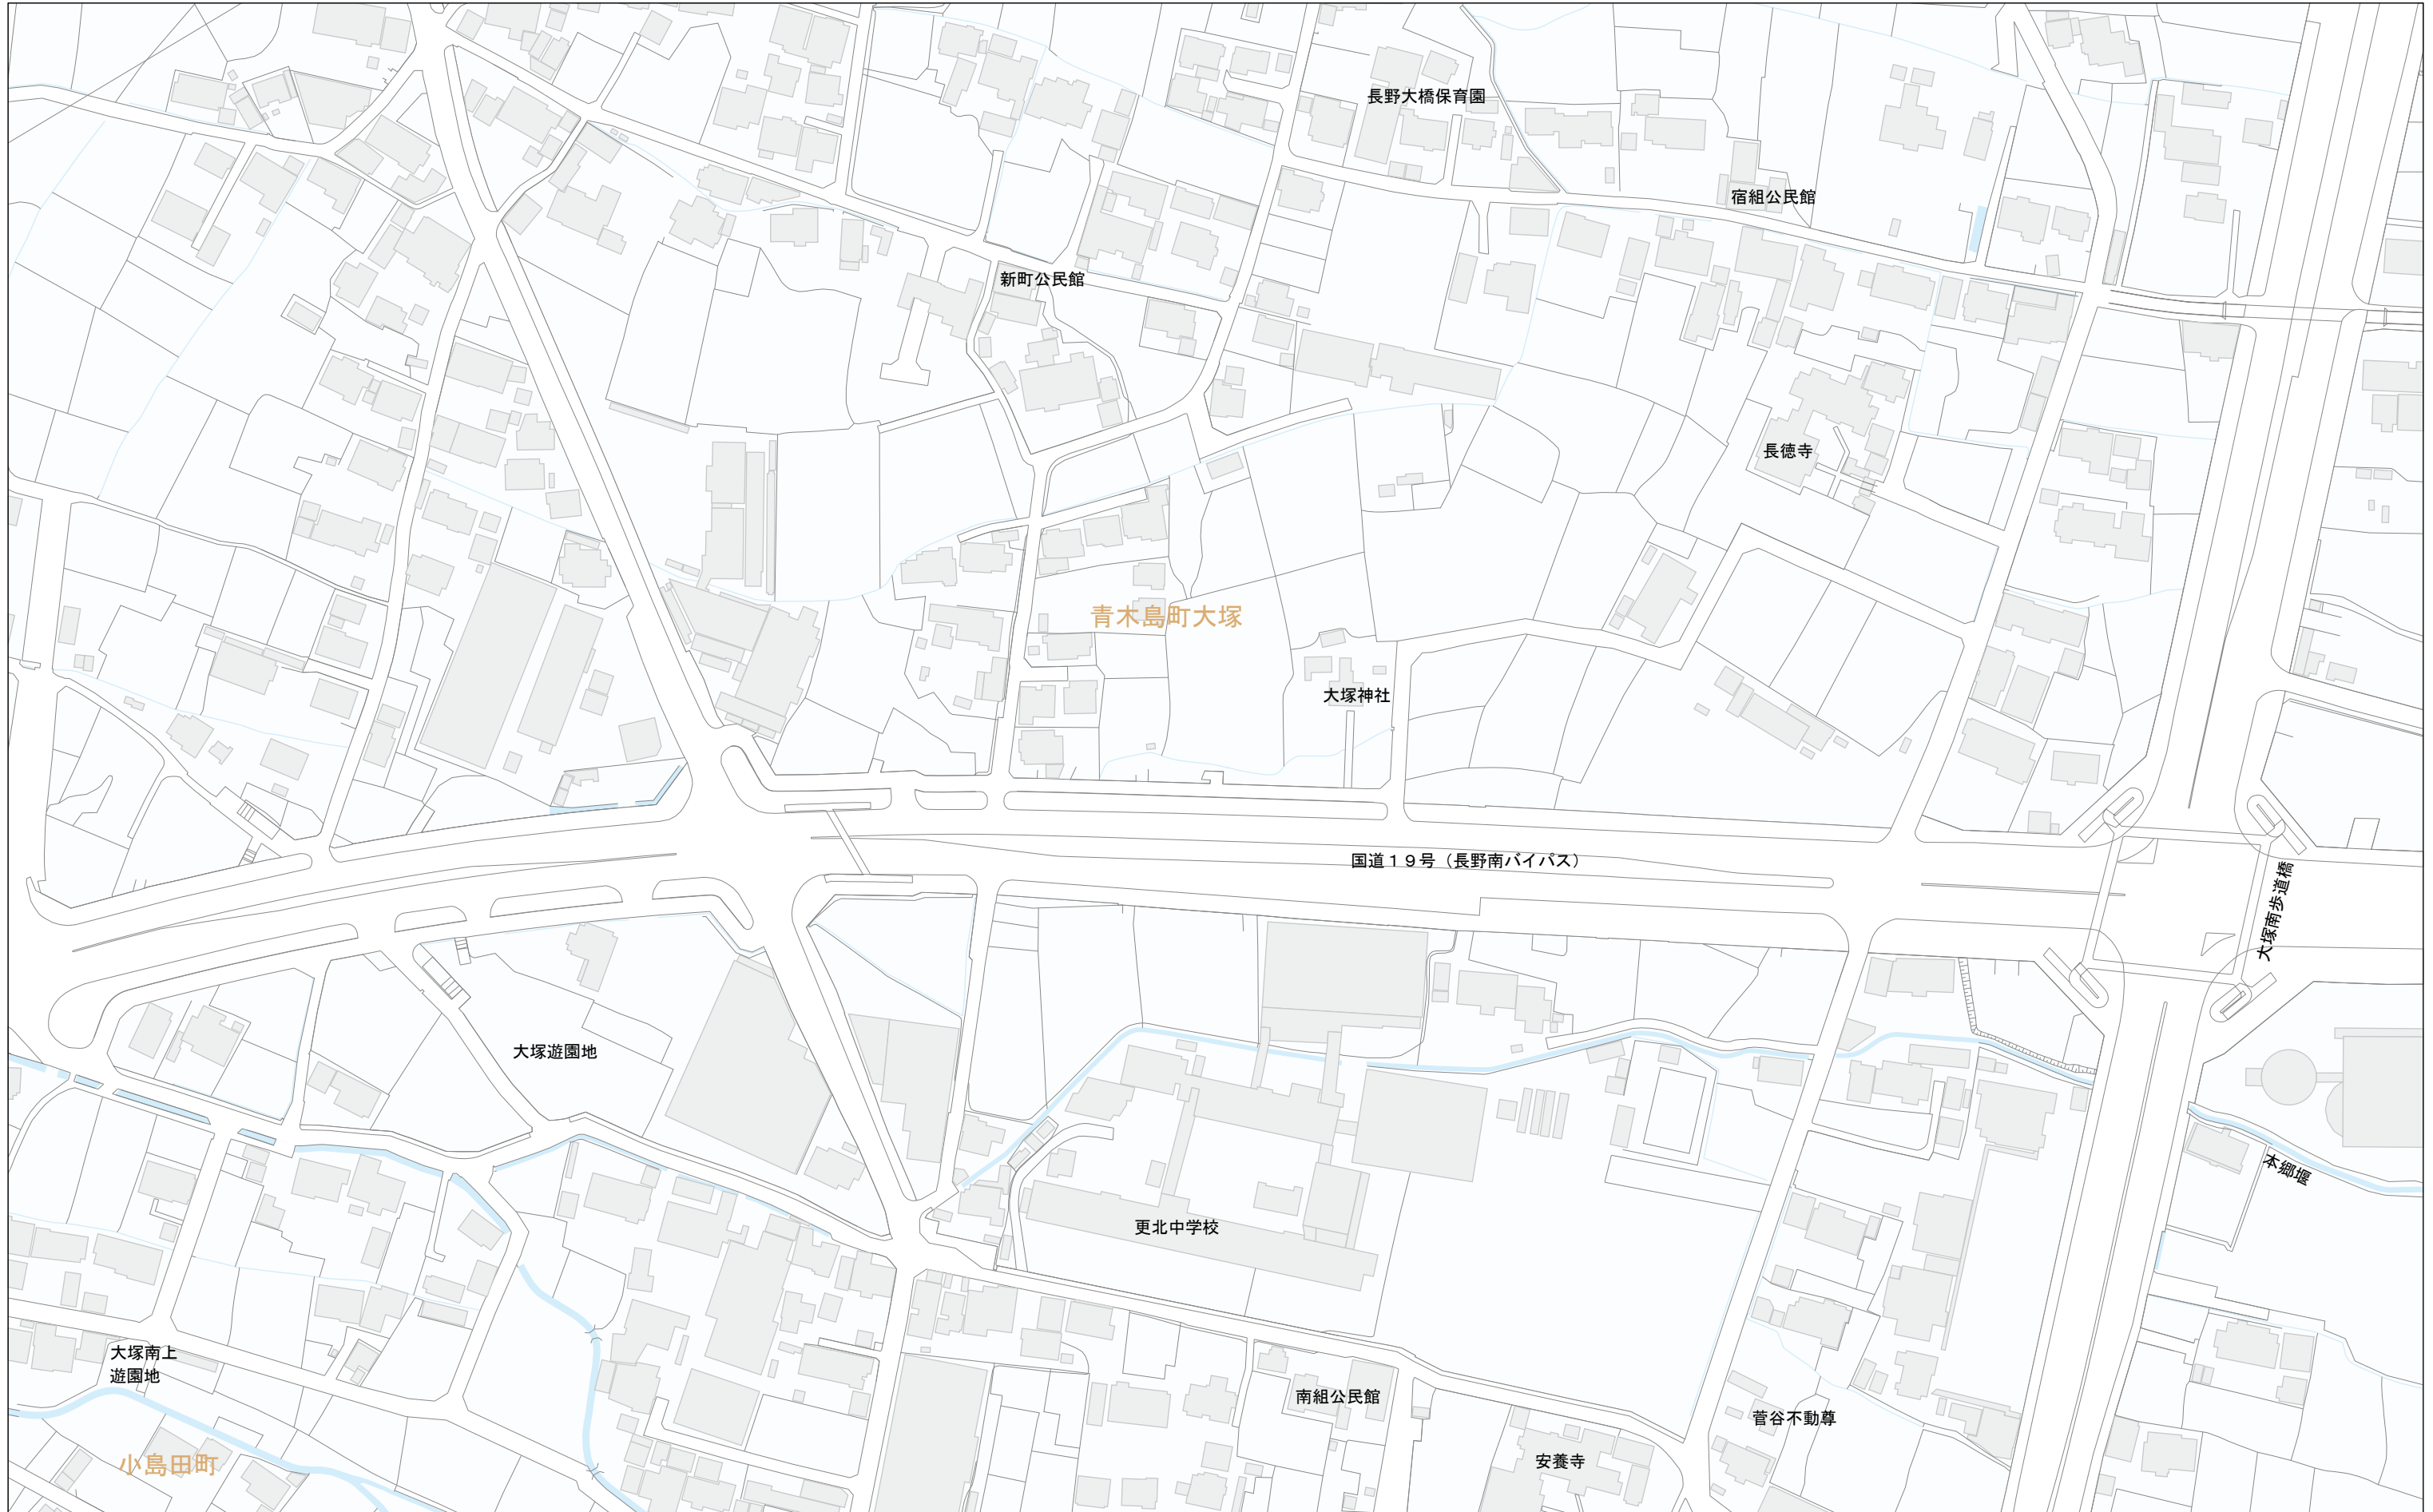 長野大橋保育園
宿組公民館
新町公民館
長徳寺
青木島町大塚
大塚神社
国道１９号（長野南バイパス）
大塚南歩道橋
大塚遊園地
本郷堰
更北中学校
大塚南上
遊園地
南組公民館
菅谷不動尊
安養寺
小島田町